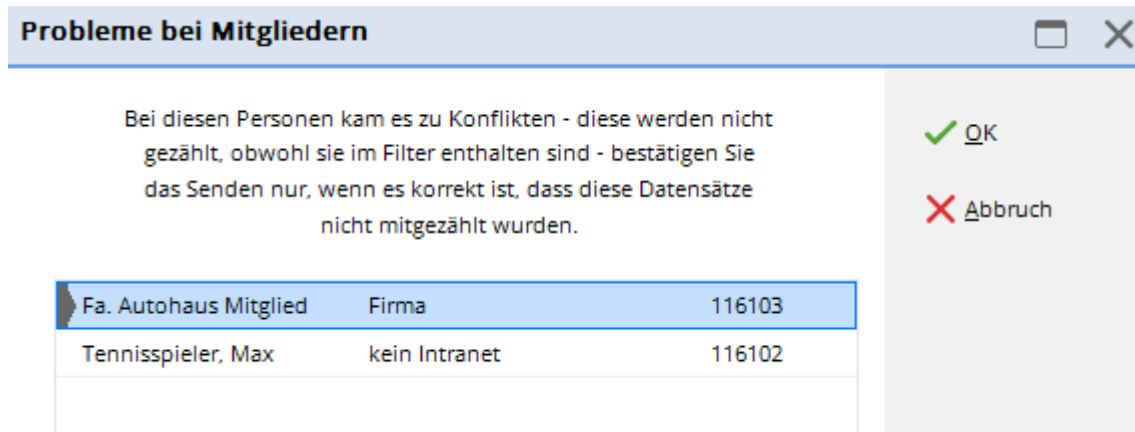 Probleme bei Mitgliedern
Bei diesen Personen kam es zu Konflikten - diese werden nicht
gezählt, obwohl sie im Filter enthalten sind - bestätigen Sie
das Senden nur, wenn es korrekt ist, dass diese Datensätze
nicht mitgezählt wurden.
OK
Abbruch
Fa. Autohaus Mitglied Firma 116103
Tennisspieler, Max kein Intranet 116102